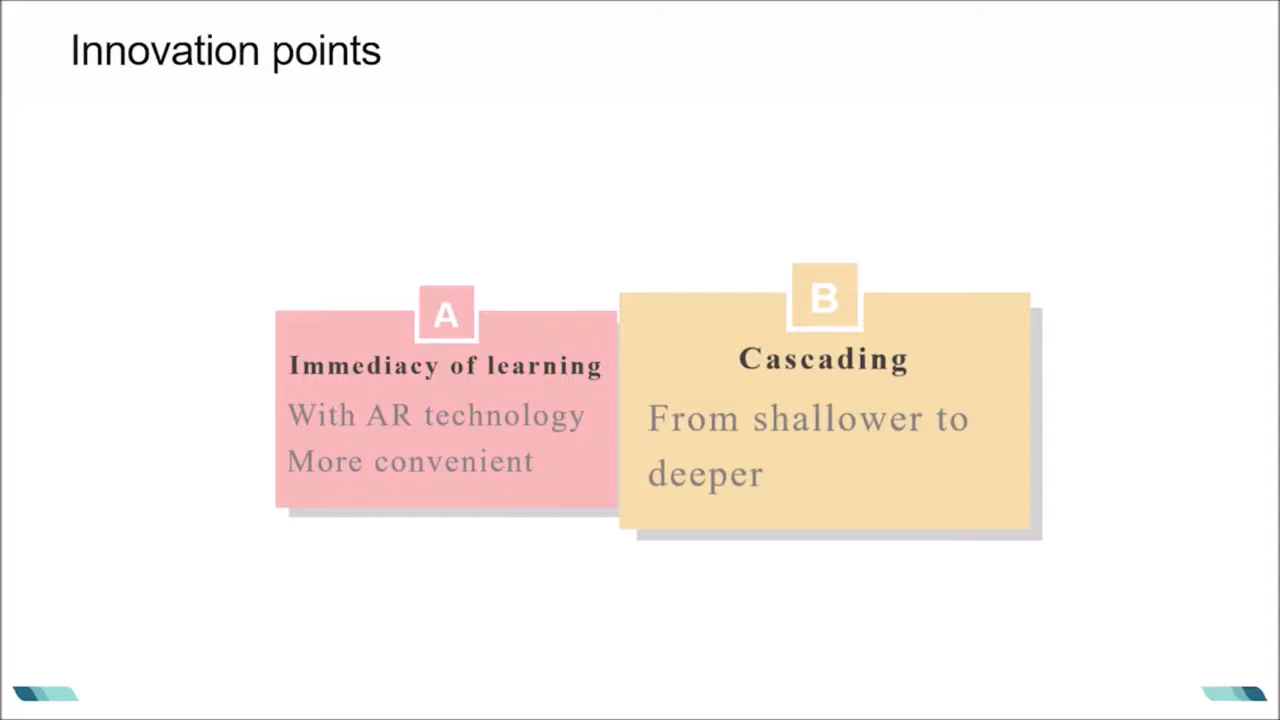 Innovation points
A
Immediacy of learning
With AR technology
More convenient
B
Cascading
From shallower to
deeper